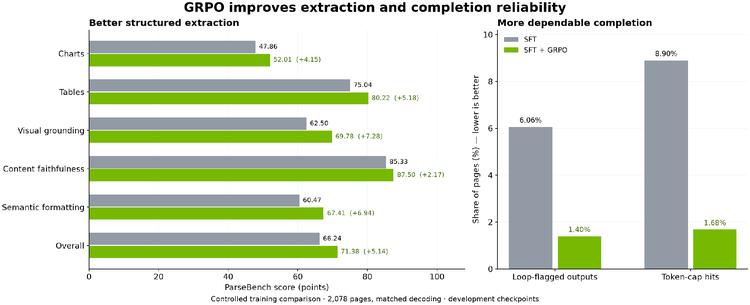 GRPO improves extraction and completion reliability
Better structured extraction
Charts
47.86
52.01 (+4.15)
Tables
75.04
80.22 (+5.18)
Visual grounding
62.50
69.78 (+7.28)
Content faithfulness
85.33
87.50 (+2.17)
Semantic formatting
60.47
67.41 (+6.94)
Overall
66.24
71.38 (+5.14)
0 20 40 60 80 100
ParseBench score (points)
More dependable completion
SFT
SFT + GRPO
Share of pages (%) — lower is better
10
8
6
4
2
0
6.06%
1.40%
8.90%
1.68%
Loop-flagged outputs
Token-cap hits
Controlled training comparison · 2,078 pages, matched decoding · development checkpoints